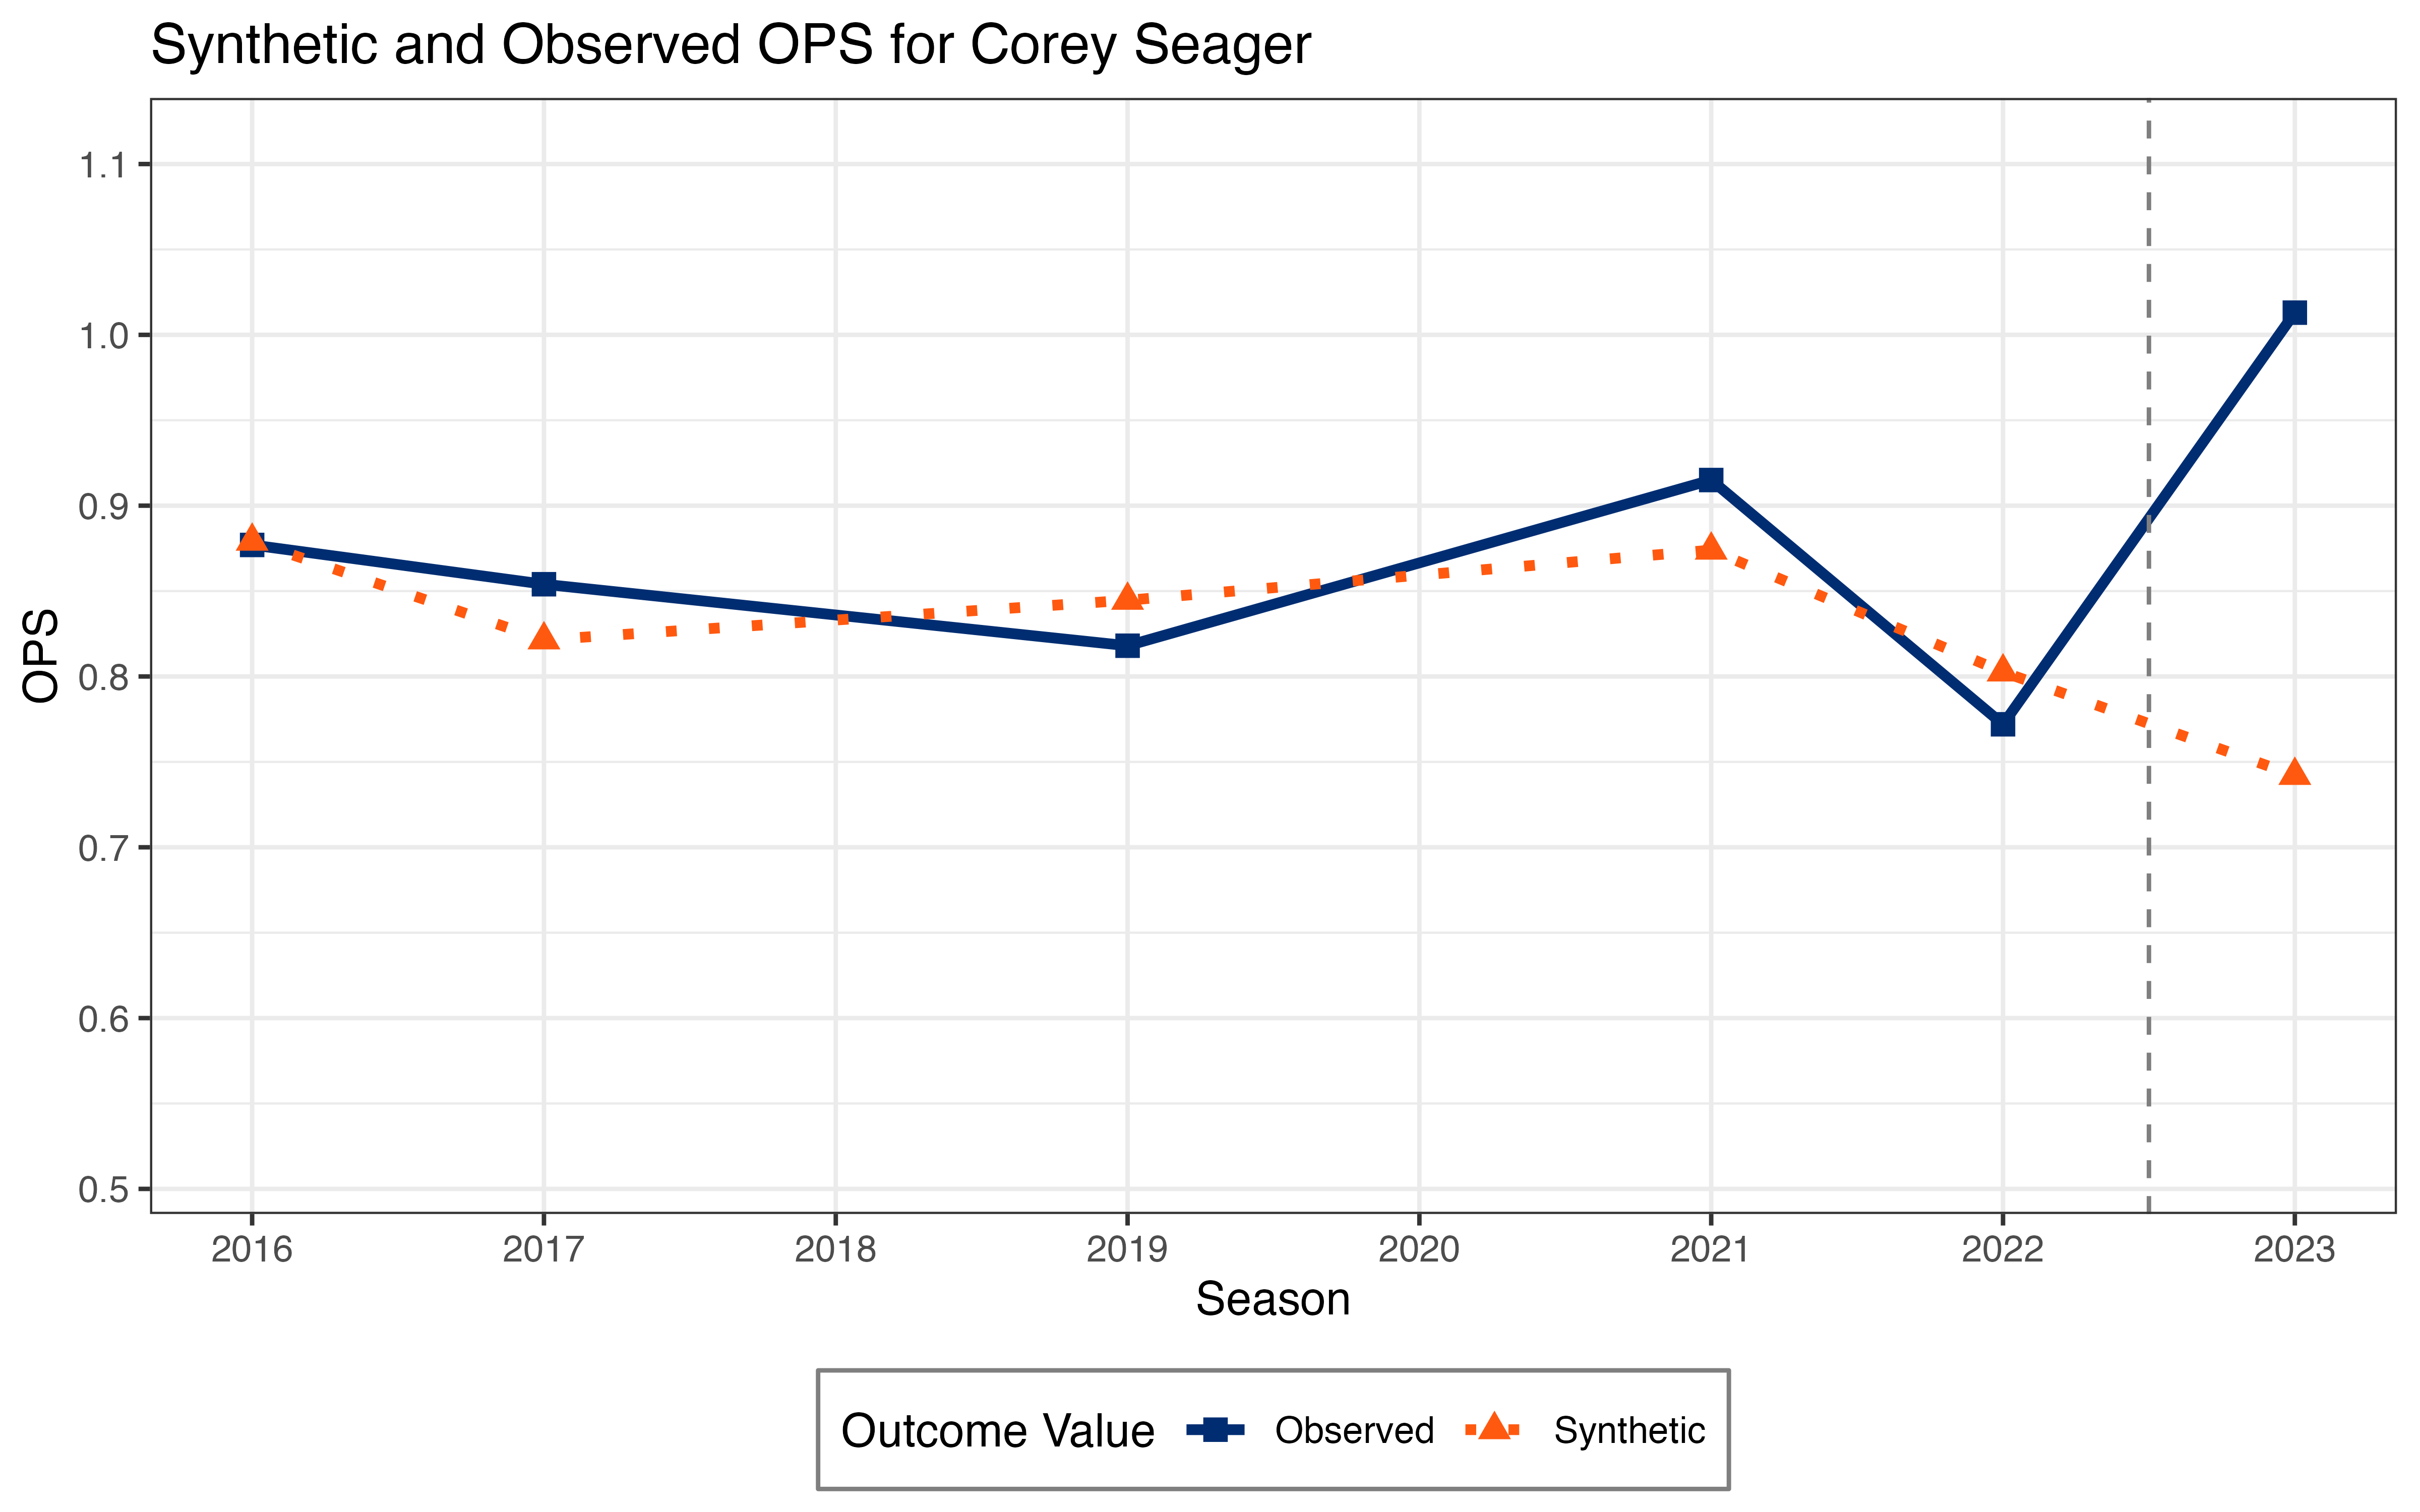 Synthetic and Observed OPS for Corey Seager
OPS
1.1
1.0
0.9
0.8
0.7
0.6
0.5
2016 2017 2018 2019 2020 2021 2022 2023
Season
Outcome Value Observed Synthetic